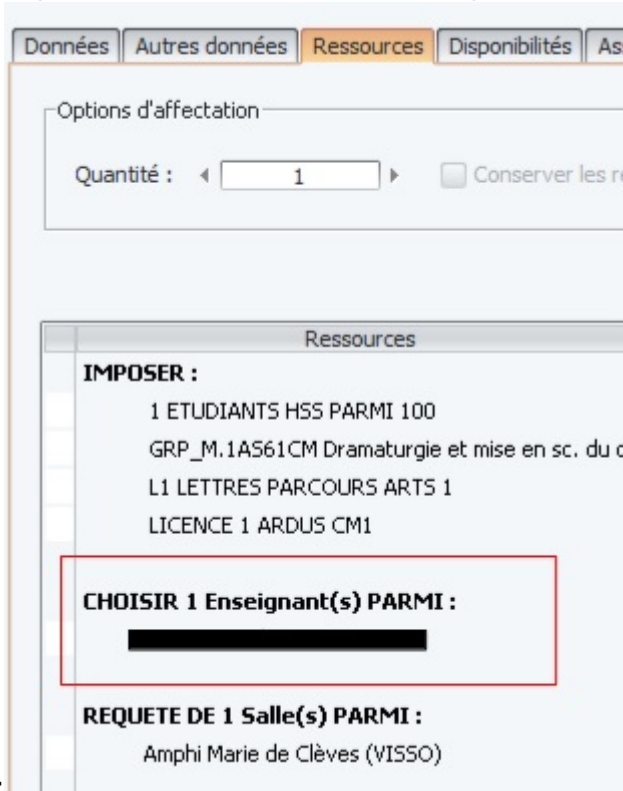 Données Autres données Ressources Disponibilités
Options d'affectation
Quantité : 1 Conserver les
Ressources
IMPOSER :
1 ETUDIANTS HSS PARMI 100
GRP_M.1AS61CM Dramaturgie et mise en sc. du
L1 LETTRES PARCOURS ARTS 1
LICENCE 1 ARDUS CM1
CHOISIR 1 Enseignant(s) PARMI :
REQUETE DE 1 Salle(s) PARMI :
Amphi Marie de Clèves (VISSO)